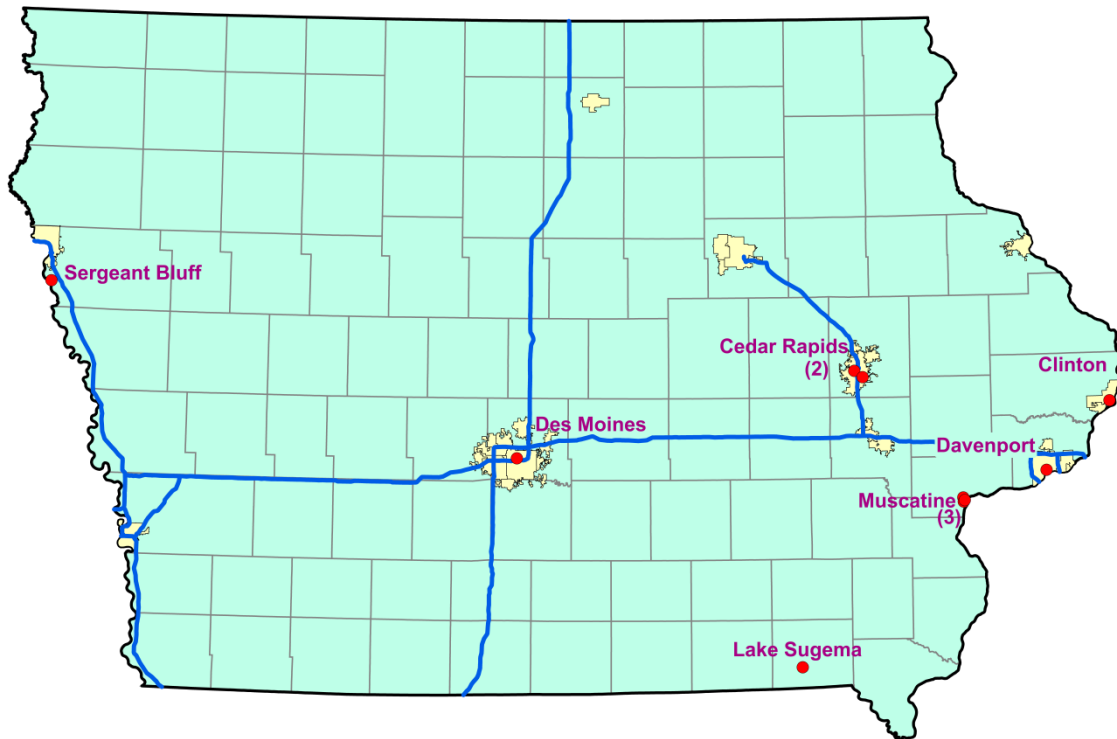 Sergeant Bluff
Cedar Rapids
(2)
Clinton
Des Moines
Davenport
Muscatine
(3)
Lake Sugema